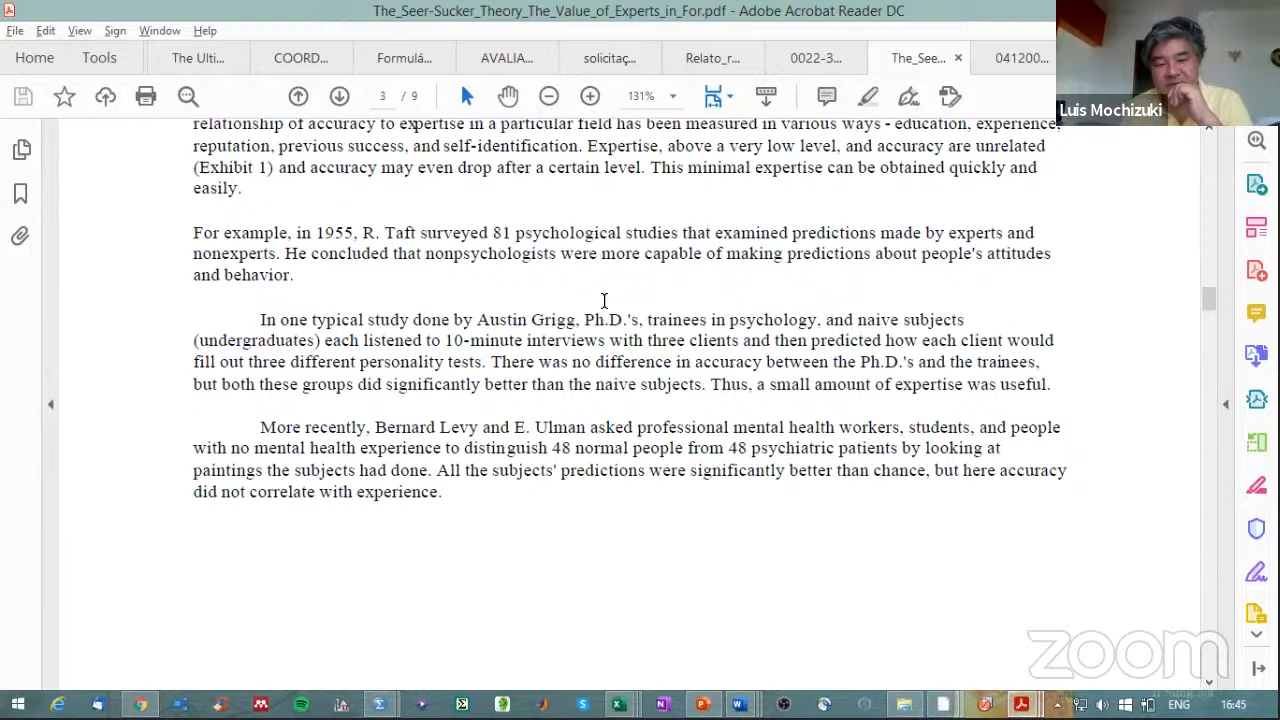 The_Seer-Sucker_Theory_The_Value_of_Experts_in_For.pdf - Adobe Acrobat Reader DC
File Edit View Sign Window Help
Home Tools The Ulti... COORD... Formulá... AVALIA... solicitaç... Relato_r... 0022-3... The_See... × 041200...
3 / 9 131%
Luis Mochizuki
relationship of accuracy to expertise in a particular field has been measured in various ways - education, experience,
reputation, previous success, and self-identification. Expertise, above a very low level, and accuracy are unrelated
(Exhibit 1) and accuracy may even drop after a certain level. This minimal expertise can be obtained quickly and
easily.
For example, in 1955, R. Taft surveyed 81 psychological studies that examined predictions made by experts and
nonexperts. He concluded that nonpsychologists were more capable of making predictions about people's attitudes
and behavior.
In one typical study done by Austin Grigg, Ph.D.'s, trainees in psychology, and naive subjects
(undergraduates) each listened to 10-minute interviews with three clients and then predicted how each client would
fill out three different personality tests. There was no difference in accuracy between the Ph.D.'s and the trainees,
but both these groups did significantly better than the naive subjects. Thus, a small amount of expertise was useful.
More recently, Bernard Levy and E. Ulman asked professional mental health workers, students, and people
with no mental health experience to distinguish 48 normal people from 48 psychiatric patients by looking at
paintings the subjects had done. All the subjects' predictions were significantly better than chance, but here accuracy
did not correlate with experience.
zoom
ENG 16:45